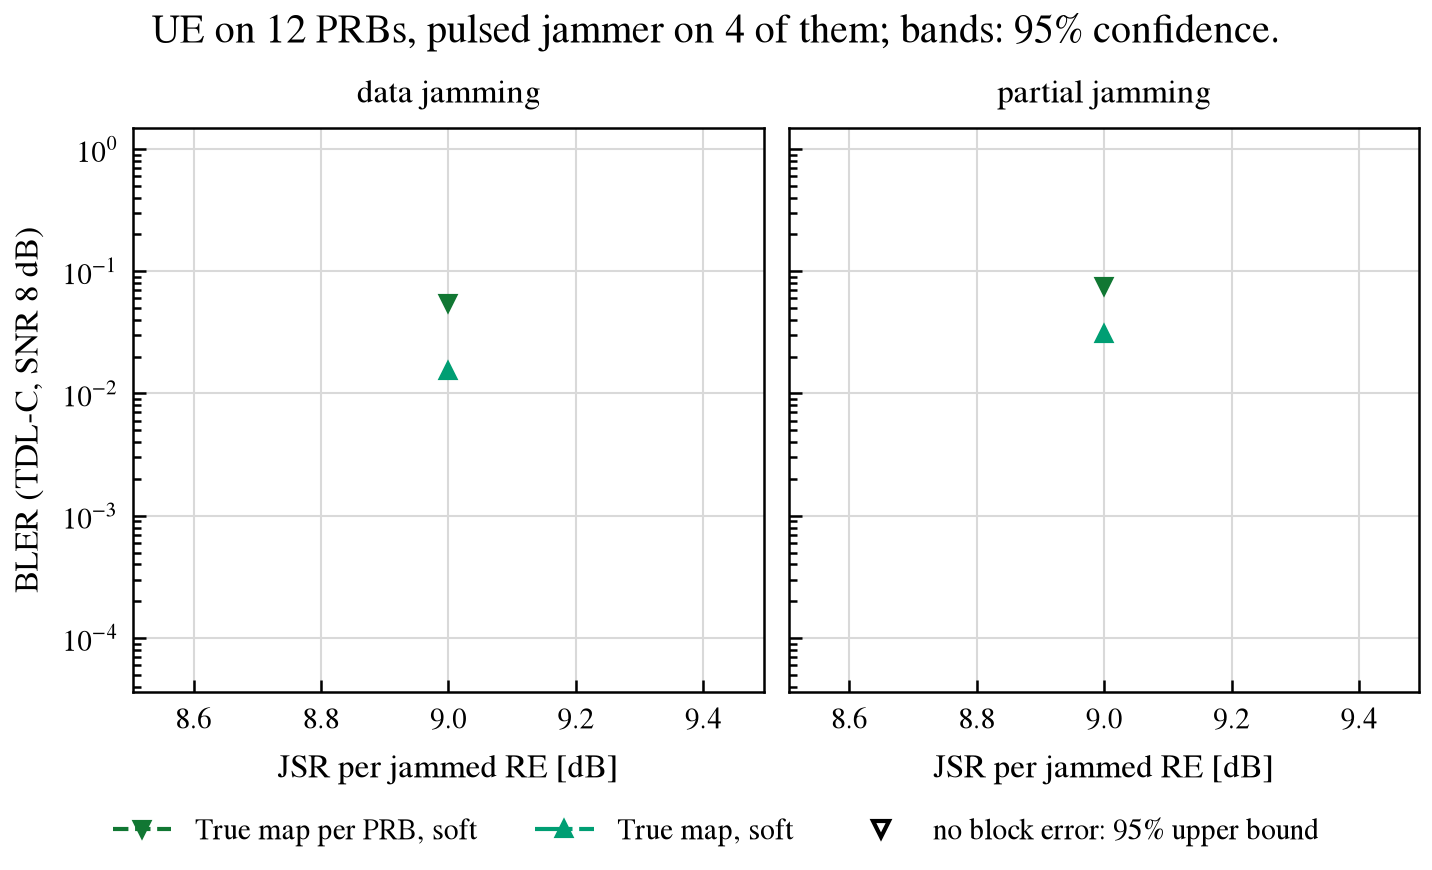 UE on 12 PRBs, pulsed jammer on 4 of them; bands: 95% confidence.
data jamming
partial jamming
BLER (TDL-C, SNR 8 dB)
10⁰
10⁻¹
10⁻²
10⁻³
10⁻⁴
8.6 8.8 9.0 9.2 9.4
8.6 8.8 9.0 9.2 9.4
JSR per jammed RE [dB]
JSR per jammed RE [dB]
True map per PRB, soft
True map, soft
no block error: 95% upper bound